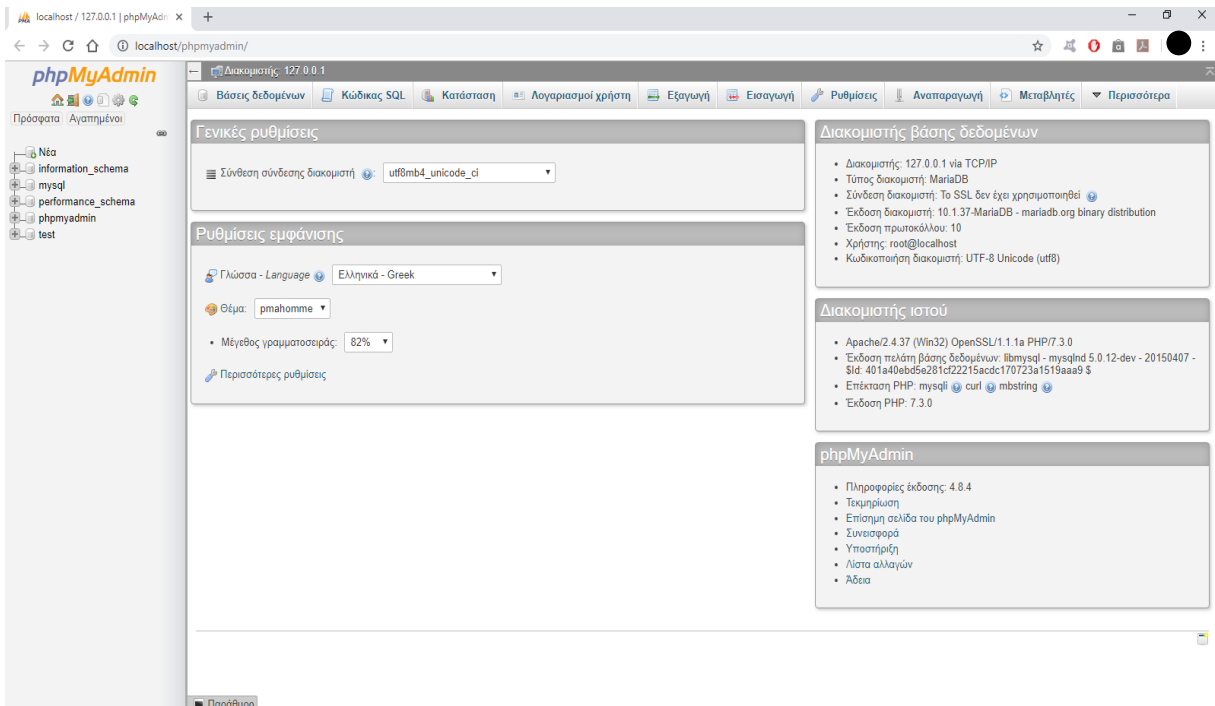 localhost / 127.0.0.1 | phpMyAdn
localhost/phpmyadmin/
phpMyAdmin
Πρόσφατα Αγαπημένοι
Νέα
information_schema
mysql
performance_schema
phpmyadmin
test
Διακομιστής: 127.0.0.1
Βάσεις δεδομένων Κώδικας SQL Κατάσταση Λογαριασμοί χρήστη Εξαγωγή Εισαγωγή Ρυθμίσεις Αναπαραγωγή Μεταβλητές Περισσότερα
Γενικές ρυθμίσεις
Σύνθεση σύνδεσης διακομιστή : utf8mb4_unicode_ci
Ρυθμίσεις εμφάνισης
Γλώσσα - Language Ελληνικά - Greek
Θέμα: pmahomme
• Μέγεθος γραμματοσειράς: 82%
Περισσότερες ρυθμίσεις
Διακομιστής βάσης δεδομένων
• Διακομιστής: 127.0.0.1 via TCP/IP
• Τύπος διακομιστή: MariaDB
• Σύνδεση διακομιστή: Το SSL δεν έχει χρησιμοποιηθεί
• Έκδοση διακομιστή: 10.1.37-MariaDB - mariadb.org binary distribution
• Έκδοση πρωτοκόλλου: 10
• Χρήστης: root@localhost
• Κωδικοποιήση διακομιστή: UTF-8 Unicode (utf8)
Διακομιστής ιστού
• Apache/2.4.37 (Win32) OpenSSL/1.1.1a PHP/7.3.0
• Έκδοση πελάτη βάσης δεδομένων: libmysql - mysqlnd 5.0.12-dev - 20150407 -
$Id: 401a40ebd5e281cf22215acdc170723a1519aaa9 $
• Επέκταση PHP: mysqli curl mbstring
• Έκδοση PHP: 7.3.0
phpMyAdmin
• Πληροφορίες έκδοσης: 4.8.4
• Τεκμηρίωση
• Επίσημη σελίδα του phpMyAdmin
• Συνεισφορά
• Υποστήριξη
• Λίστα αλλαγών
• Άδεια
Παράθυρο